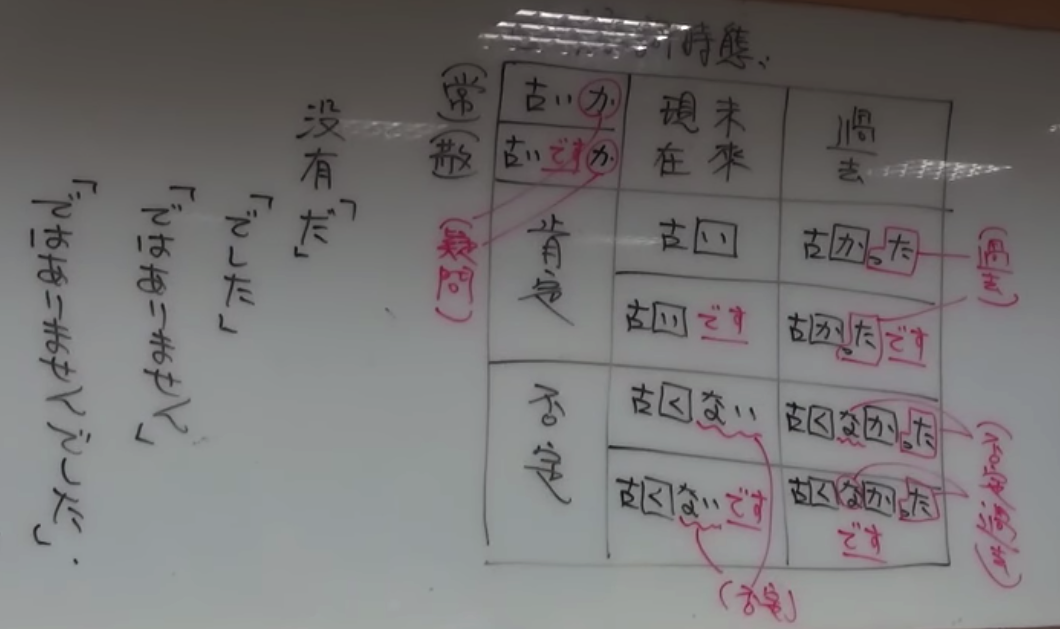 時態、
(常) 古いか 現在 未來 過去
(敬) 古いですか
(疑問)
肯定 古い 古かった (過去)
古いです 古かったです
否定 古くない 古くなかった (否定過去)
古くないです 古くなかったです
(否定)
没有「だ」
「でした」
「ではありません」
「ではありませんでした」.